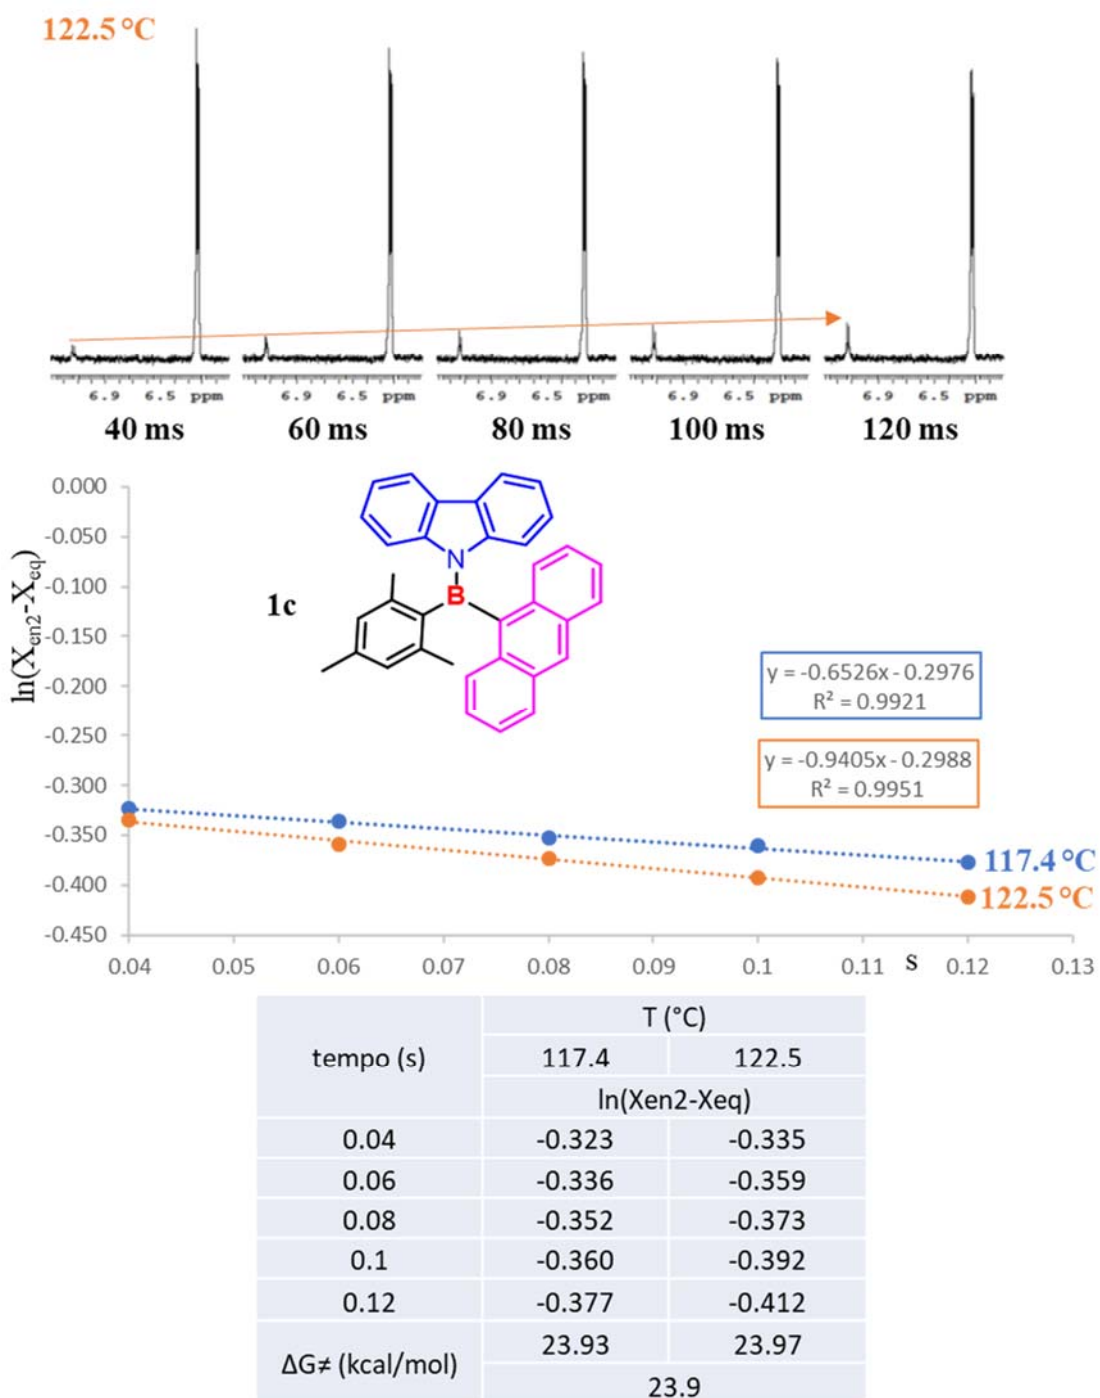 122.5 °C
6.9 6.5 ppm 6.9 6.5 ppm 6.9 6.5 ppm 6.9 6.5 ppm 6.9 6.5 ppm
40 ms 60 ms 80 ms 100 ms 120 ms
ln(Xen2-Xeq)
0.000
-0.050
-0.100
-0.150
-0.200
-0.250
-0.300
-0.350
-0.400
-0.450
N
B
1c
y = -0.6526x - 0.2976
R² = 0.9921
y = -0.9405x - 0.2988
R² = 0.9951
117.4 °C
122.5 °C
0.04 0.05 0.06 0.07 0.08 0.09 0.1 0.11 s 0.12 0.13
tempo (s)
T (°C)
117.4 122.5
ln(Xen2-Xeq)
0.04 -0.323 -0.335
0.06 -0.336 -0.359
0.08 -0.352 -0.373
0.1 -0.360 -0.392
0.12 -0.377 -0.412
ΔG≠ (kcal/mol) 23.93 23.97
23.9